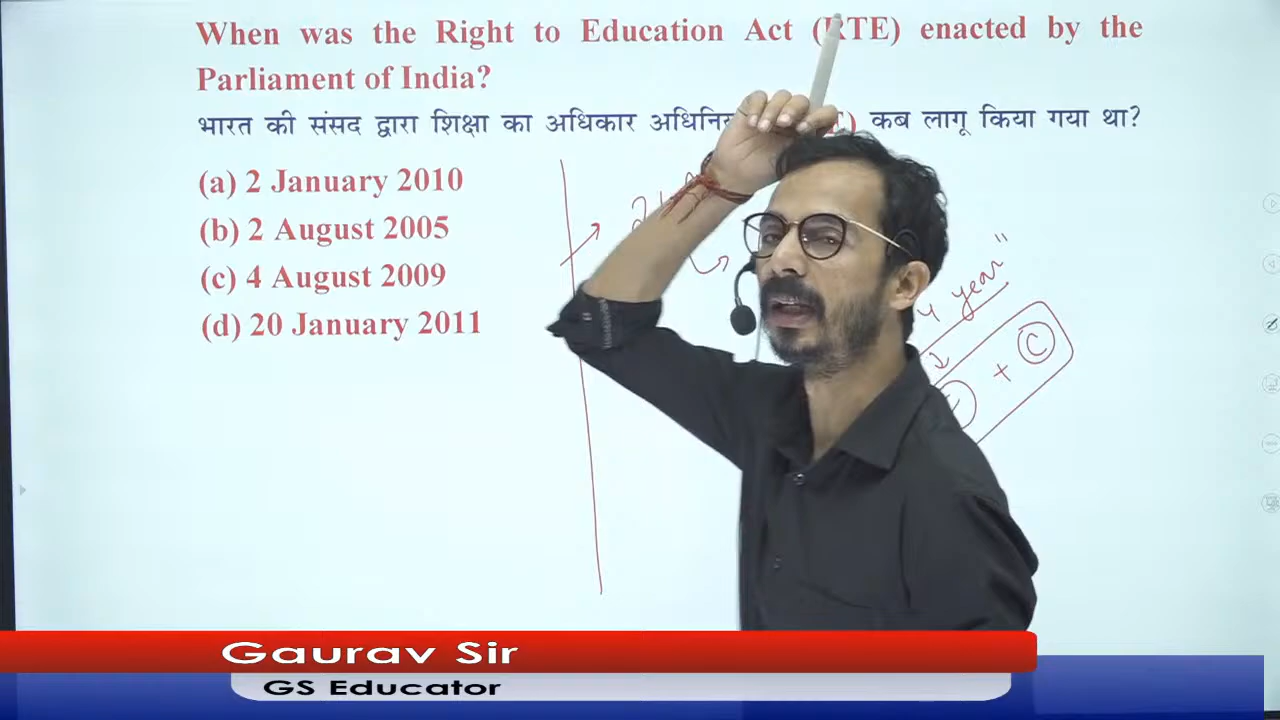 When was the Right to Education Act (RTE) enacted by the
Parliament of India?
भारत की संसद द्वारा शिक्षा का अधिकार कब लागू किया गया था?
(a) 2 January 2010
(b) 2 August 2005
(c) 4 August 2009
(d) 20 January 2011
4 year"
+ C
Gaurav Sir
GS Educator